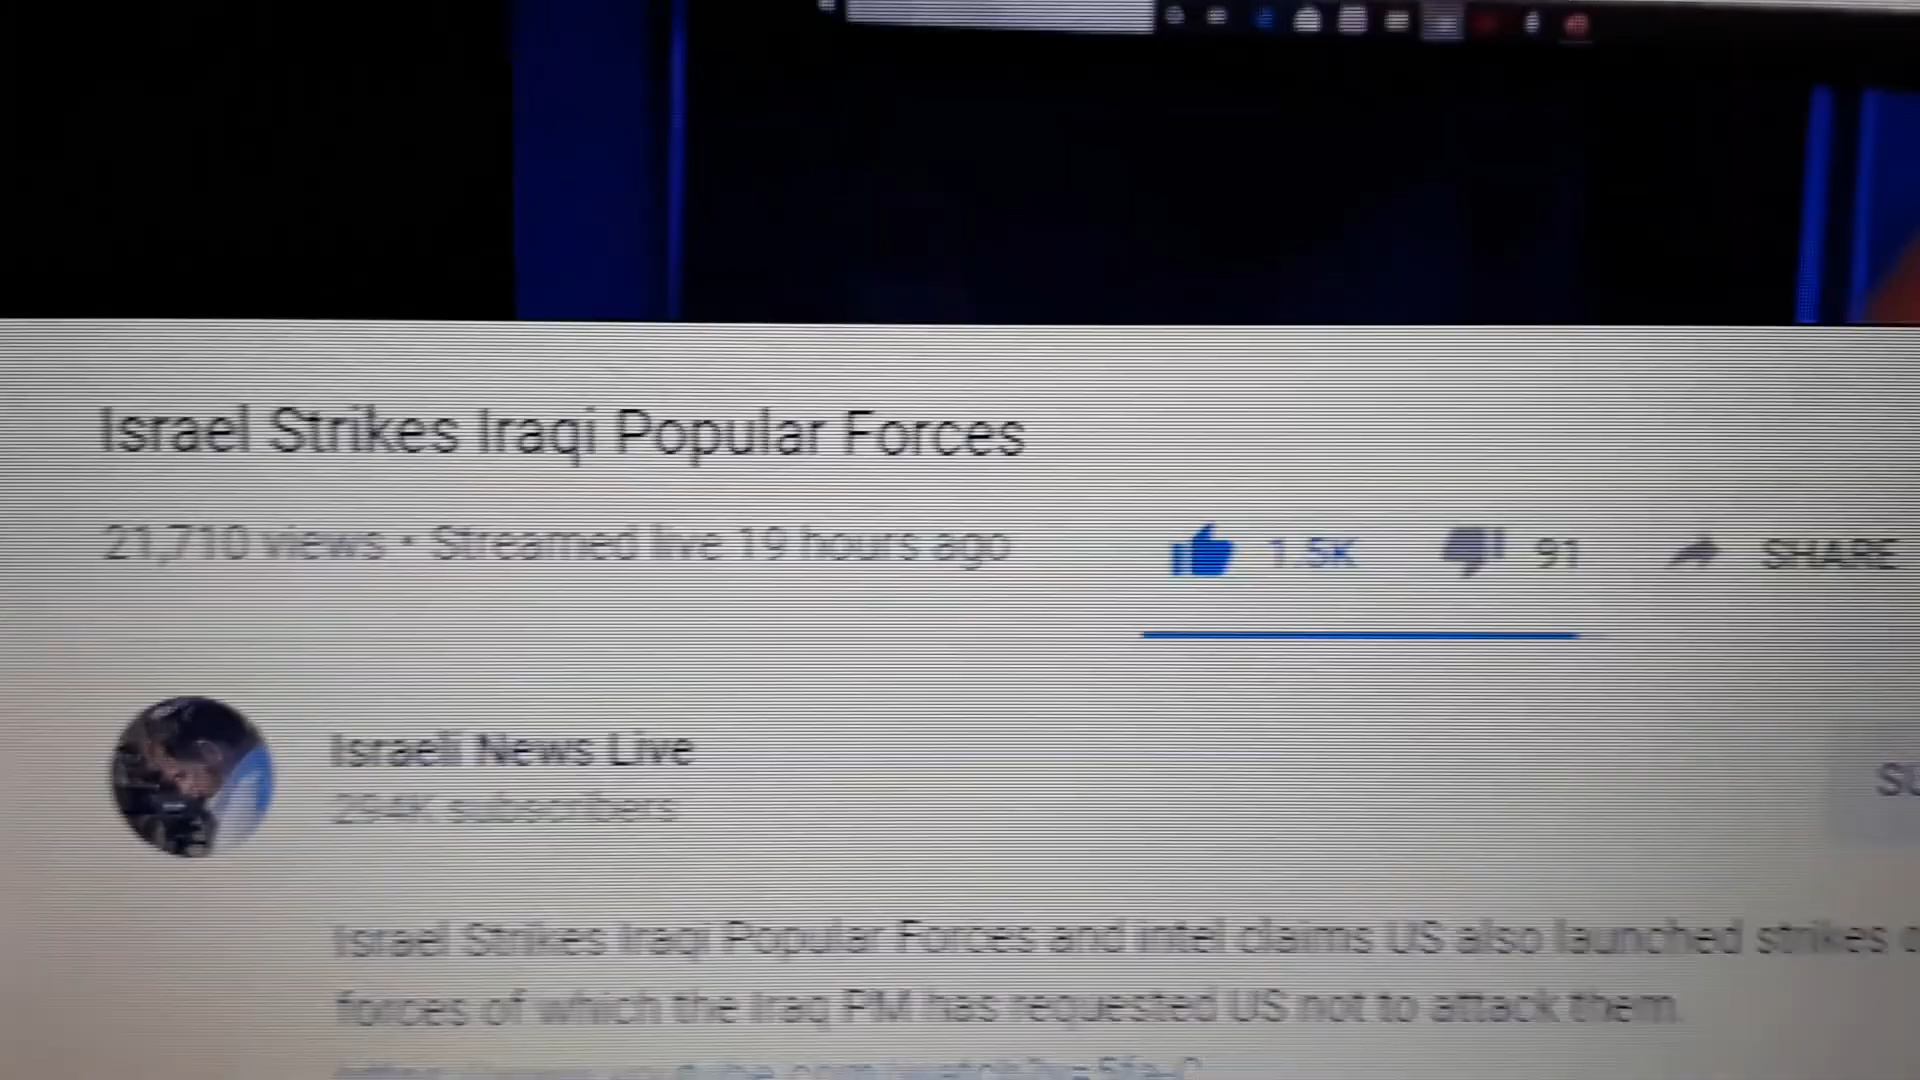 Israel Strikes Iraqi Popular Forces
21,710 views • Streamed live 19 hours ago
1.5K 91 SHARE
Israeli News Live
294K subscribers
Israel Strikes Iraqi Popular Forces and intel claims US also launched strikes
forces of which the Iraq PM has requested US not to attack them.